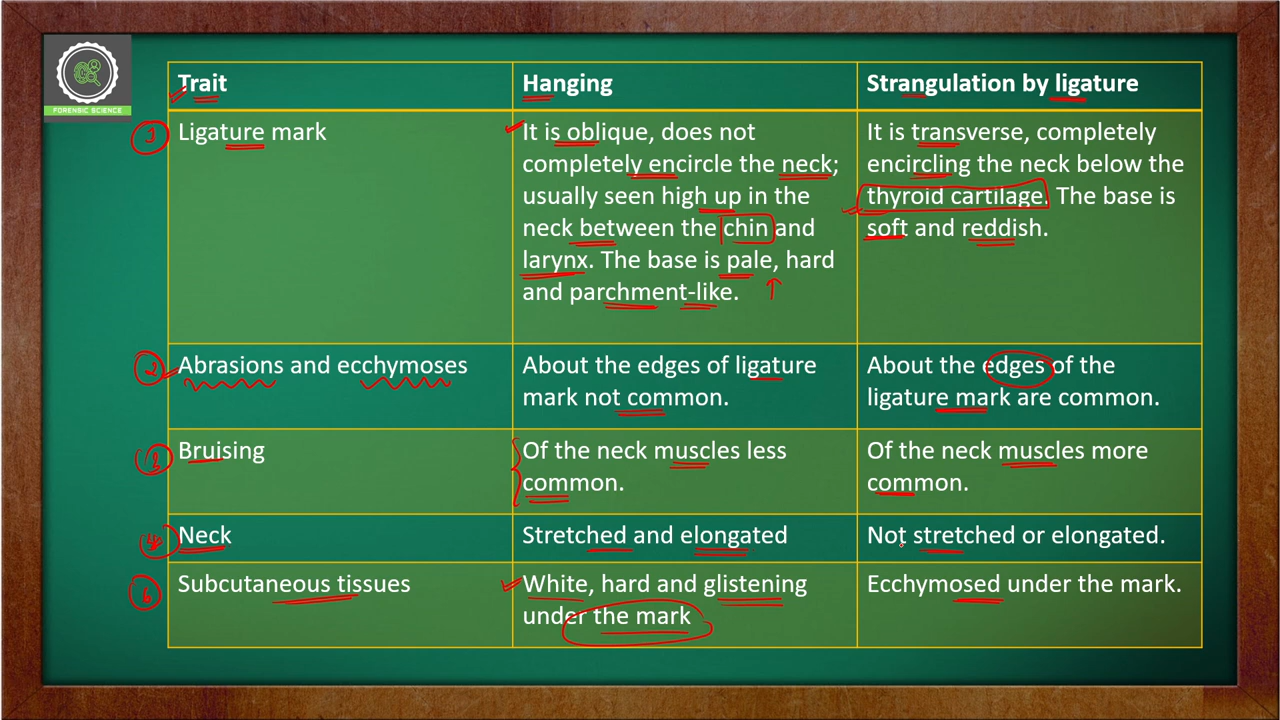 FORENSIC SCIENCE
Trait
Hanging
Strangulation by ligature
1
Ligature mark
It is oblique, does not
completely encircle the neck;
usually seen high up in the
neck between the chin and
larynx. The base is pale, hard
and parchment-like.
It is transverse, completely
encircling the neck below the
thyroid cartilage. The base is
soft and reddish.
2
Abrasions and ecchymoses
About the edges of ligature
mark not common.
About the edges of the
ligature mark are common.
Bruising
Of the neck muscles less
common.
Of the neck muscles more
common.
Neck
Stretched and elongated
Not stretched or elongated.
Subcutaneous tissues
White, hard and glistening
under the mark
Ecchymosed under the mark.